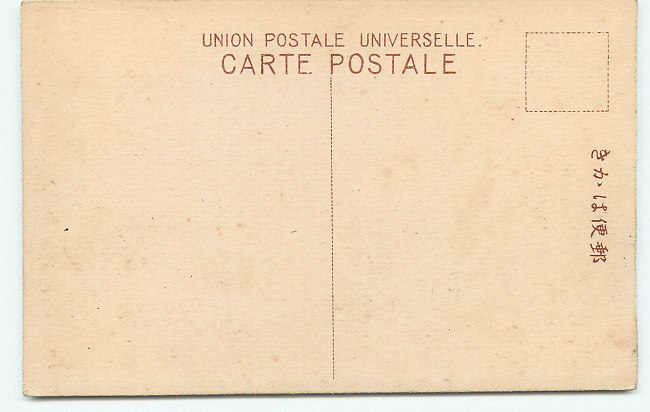 UNION POSTALE UNIVERSELLE.
CARTE POSTALE
郵便はかき